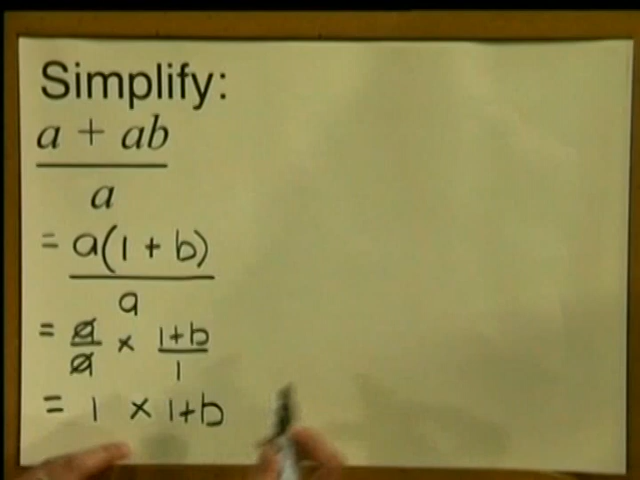 Simplify:
a + ab
a
= a(1 + b)
a
= a × 1+b
a 1
= 1 × 1+b